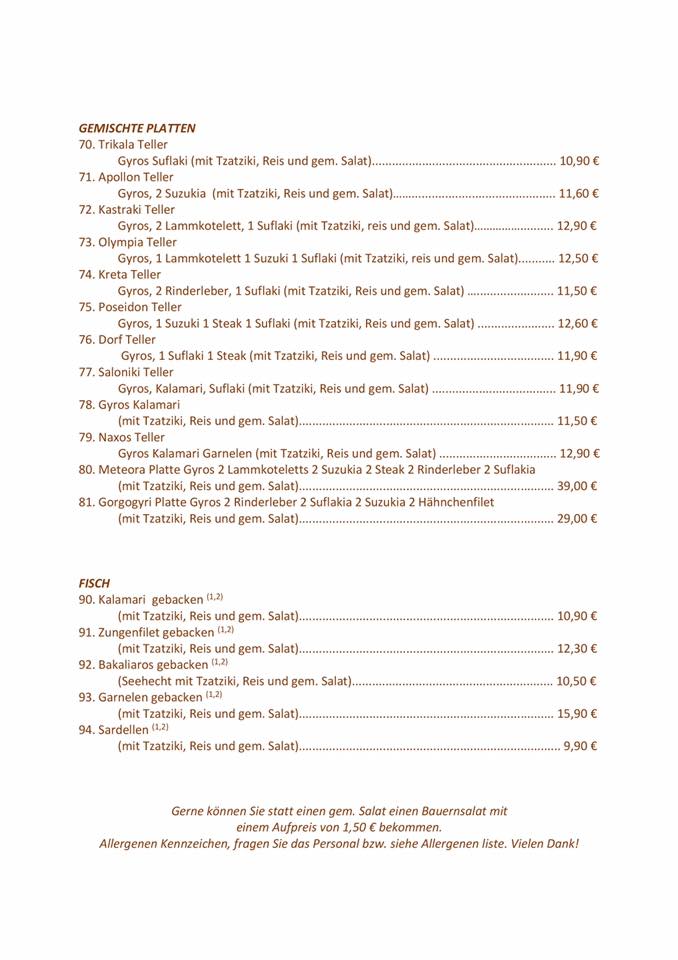 GEMISCHTE PLATTEN
70. Trikala Teller
Gyros Suflaki (mit Tzatziki, Reis und gem. Salat)....................................................... 10,90 €
71. Apollon Teller
Gyros, 2 Suzukia  (mit Tzatziki, Reis und gem. Salat)................................................. 11,60 €
72. Kastraki Teller
Gyros, 2 Lammkotelett, 1 Suflaki (mit Tzatziki, reis und gem. Salat)........................ 12,90 €
73. Olympia Teller
Gyros, 1 Lammkotelett 1 Suzuki 1 Suflaki (mit Tzatziki, reis und gem. Salat)........... 12,50 €
74. Kreta Teller
Gyros, 2 Rinderleber, 1 Suflaki (mit Tzatziki, Reis und gem. Salat) .......................... 11,50 €
75. Poseidon Teller
Gyros, 1 Suzuki 1 Steak 1 Suflaki (mit Tzatziki, Reis und gem. Salat) ....................... 12,60 €
76. Dorf Teller
Gyros, 1 Suflaki 1 Steak (mit Tzatziki, Reis und gem. Salat) .................................... 11,90 €
77. Saloniki Teller
Gyros, Kalamari, Suflaki (mit Tzatziki, Reis und gem. Salat) ..................................... 11,90 €
78. Gyros Kalamari
(mit Tzatziki, Reis und gem. Salat)............................................................................ 11,50 €
79. Naxos Teller
Gyros Kalamari Garnelen (mit Tzatziki, Reis und gem. Salat) ................................... 12,90 €
80. Meteora Platte Gyros 2 Lammkoteletts 2 Suzukia 2 Steak 2 Rinderleber 2 Suflakia
(mit Tzatziki, Reis und gem. Salat)............................................................................ 39,00 €
81. Gorgogyri Platte Gyros 2 Rinderleber 2 Suflakia 2 Suzukia 2 Hähnchenfilet
(mit Tzatziki, Reis und gem. Salat)............................................................................ 29,00 €
FISCH
90. Kalamari  gebacken (1,2)
(mit Tzatziki, Reis und gem. Salat)............................................................................ 10,90 €
91. Zungenfilet gebacken (1,2)
(mit Tzatziki, Reis und gem. Salat)............................................................................ 12,30 €
92. Bakaliaros gebacken (1,2)
(Seehecht mit Tzatziki, Reis und gem. Salat)............................................................ 10,50 €
93. Garnelen gebacken (1,2)
(mit Tzatziki, Reis und gem. Salat)............................................................................ 15,90 €
94. Sardellen (1,2)
(mit Tzatziki, Reis und gem. Salat).............................................................................. 9,90 €
Gerne können Sie statt einen gem. Salat einen Bauernsalat mit
einem Aufpreis von 1,50 € bekommen.
Allergenen Kennzeichen, fragen Sie das Personal bzw. siehe Allergenen liste. Vielen Dank!